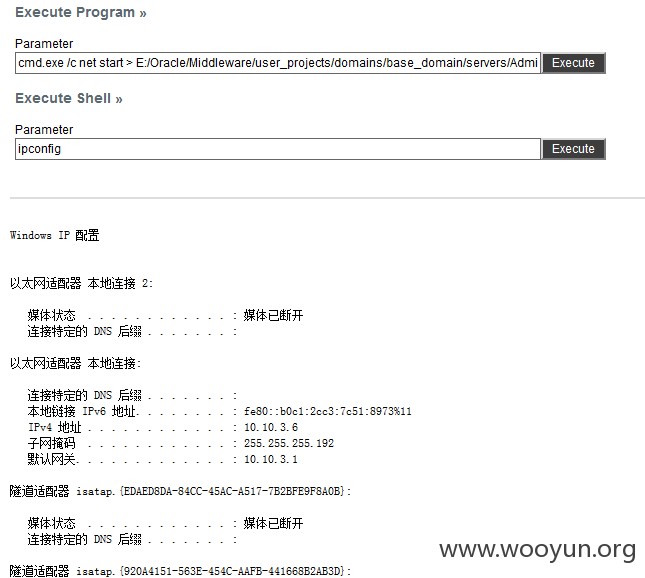 Execute Program »
Parameter
cmd.exe /c net start > E:/Oracle/Middleware/user_projects/domains/base_domain/servers/Admi
Execute
Execute Shell »
Parameter
ipconfig
Execute
Windows IP 配置
以太网适配器 本地连接 2:
媒体状态 . . . . . . . . . . . . : 媒体已断开
连接特定的 DNS 后缀 . . . . . . . :
以太网适配器 本地连接:
连接特定的 DNS 后缀 . . . . . . . :
本地链接 IPv6 地址. . . . . . . . : fe80::b0c1:2cc3:7c51:8973%11
IPv4 地址 . . . . . . . . . . . . : 10.10.3.6
子网掩码 . . . . . . . . . . . . : 255.255.255.192
默认网关. . . . . . . . . . . . . : 10.10.3.1
隧道适配器 isatap.{EDAED8DA-84CC-45AC-A517-7B2BFE9F8A0B}:
媒体状态 . . . . . . . . . . . . : 媒体已断开
连接特定的 DNS 后缀 . . . . . . . :
www.wooyun.org
隧道适配器 isatap.{920A4151-563E-454C-AAFB-441668B2AB3D}: